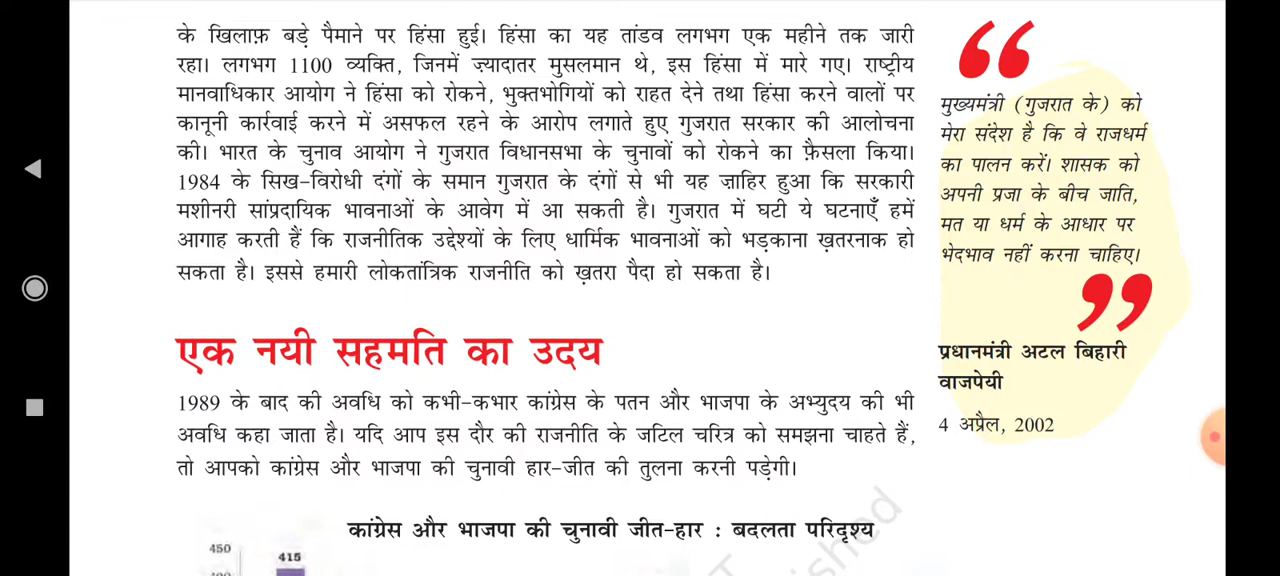 के खिलाफ़ बड़े पैमाने पर हिंसा हुई। हिंसा का यह तांडव लगभग एक महीने तक जारी
रहा। लगभग 1100 व्यक्ति, जिनमें ज़्यादातर मुसलमान थे, इस हिंसा में मारे गए। राष्ट्रीय
मानवाधिकार आयोग ने हिंसा को रोकने, भुक्तभोगियों को राहत देने तथा हिंसा करने वालों पर
कानूनी कार्रवाई करने में असफल रहने के आरोप लगाते हुए गुजरात सरकार की आलोचना
की। भारत के चुनाव आयोग ने गुजरात विधानसभा के चुनावों को रोकने का फ़ैसला किया।
1984 के सिख-विरोधी दंगों के समान गुजरात के दंगों से भी यह ज़ाहिर हुआ कि सरकारी
मशीनरी सांप्रदायिक भावनाओं के आवेग में आ सकती है। गुजरात में घटी ये घटनाएँ हमें
आगाह करती हैं कि राजनीतिक उद्देश्यों के लिए धार्मिक भावनाओं को भड़काना ख़तरनाक हो
सकता है। इससे हमारी लोकतांत्रिक राजनीति को ख़तरा पैदा हो सकता है।
“
मुख्यमंत्री (गुजरात के) को
मेरा संदेश है कि वे राजधर्म
का पालन करें। शासक को
अपनी प्रजा के बीच जाति,
मत या धर्म के आधार पर
भेदभाव नहीं करना चाहिए।
”
प्रधानमंत्री अटल बिहारी
वाजपेयी
4 अप्रैल, 2002
एक नयी सहमति का उदय
1989 के बाद की अवधि को कभी-कभार कांग्रेस के पतन और भाजपा के अभ्युदय की भी
अवधि कहा जाता है। यदि आप इस दौर की राजनीति के जटिल चरित्र को समझना चाहते हैं,
तो आपको कांग्रेस और भाजपा की चुनावी हार-जीत की तुलना करनी पड़ेगी।
कांग्रेस और भाजपा की चुनावी जीत-हार : बदलता परिदृश्य
450
415